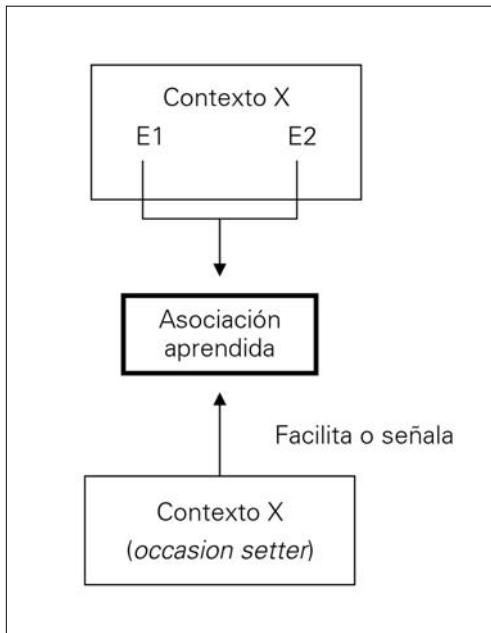 Contexto X
E1 E2
Asociación
aprendida
Facilita o señala
Contexto X
(occasion setter)